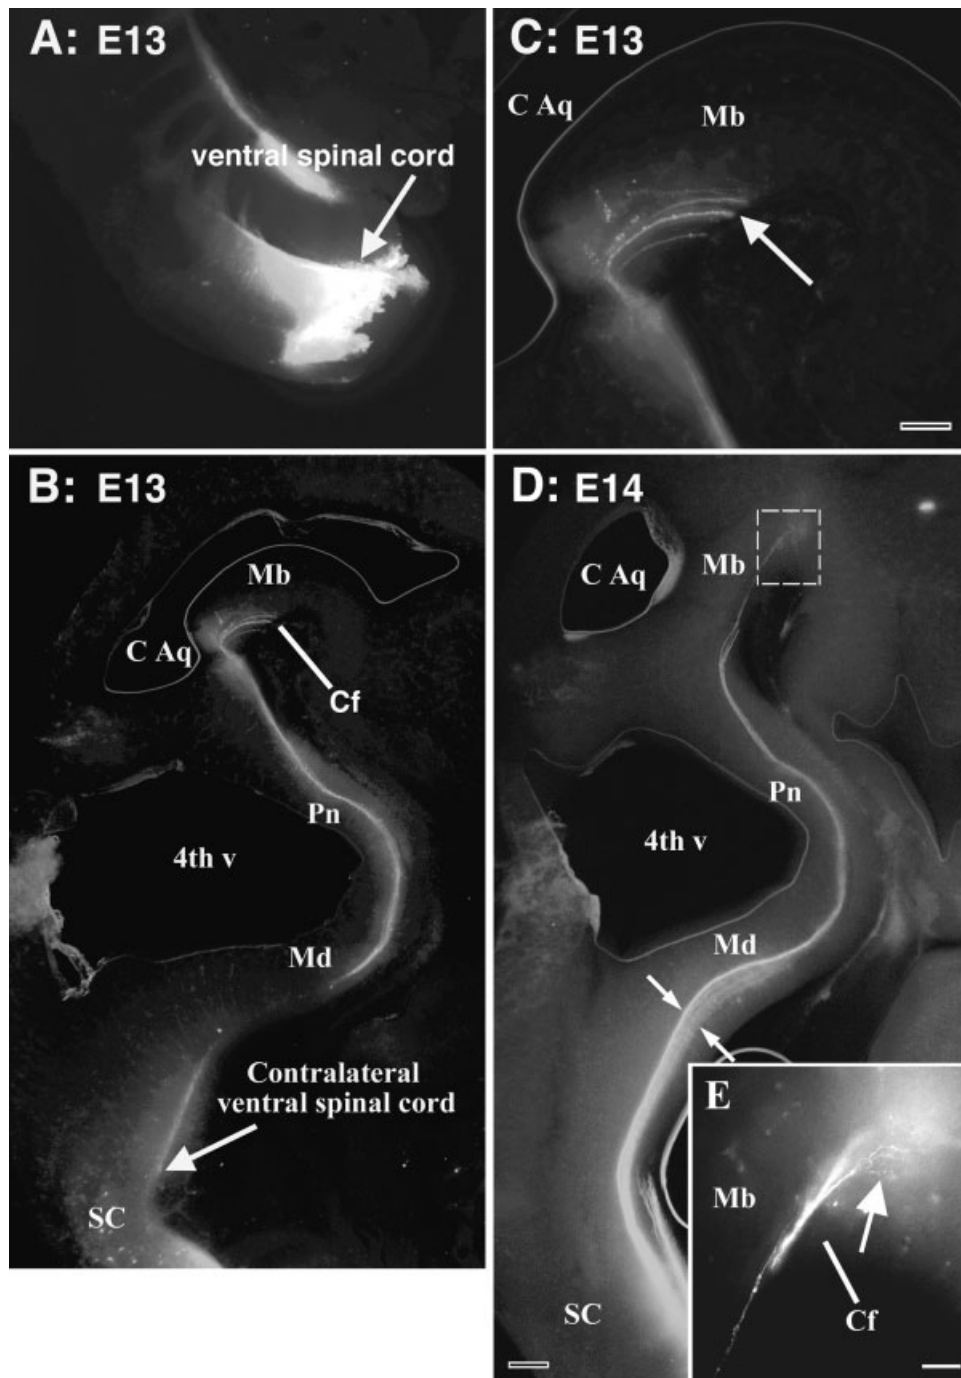 A: E13
ventral spinal cord
C: E13
C Aq
Mb
B: E13
Mb
C Aq
Cf
Pn
4th v
Md
Contralateral
ventral spinal cord
SC
D: E14
C Aq
Mb
Pn
4th v
Md
SC
E
Mb
Cf